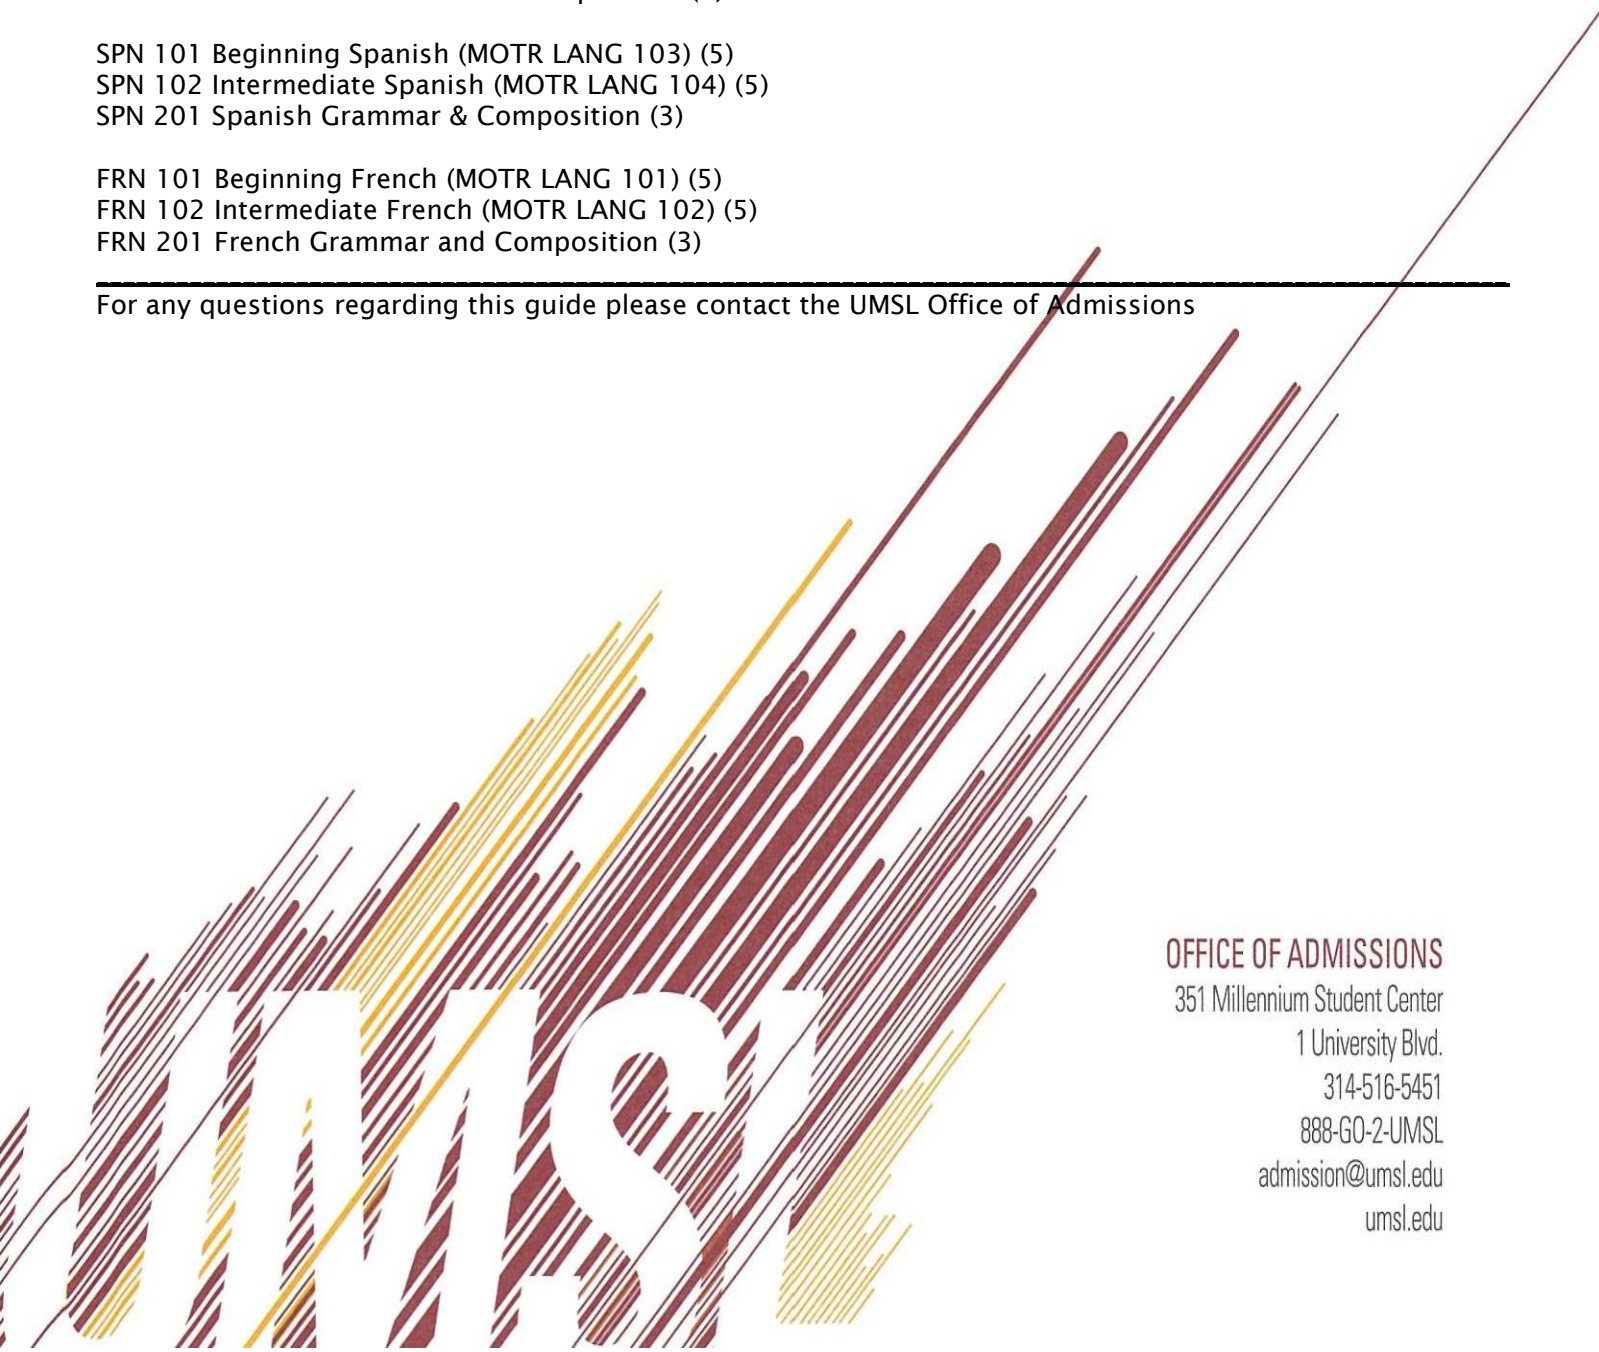 SPN 101 Beginning Spanish (MOTR LANG 103) (5)
SPN 102 Intermediate Spanish (MOTR LANG 104) (5)
SPN 201 Spanish Grammar & Composition (3)
FRN 101 Beginning French (MOTR LANG 101) (5)
FRN 102 Intermediate French (MOTR LANG 102) (5)
FRN 201 French Grammar and Composition (3)
For any questions regarding this guide please contact the UMSL Office of Admissions
OFFICE OF ADMISSIONS
351 Millennium Student Center
1 University Blvd.
314-516-5451
888-GO-2-UMSL
admission@umsl.edu
umsl.edu
UMSL